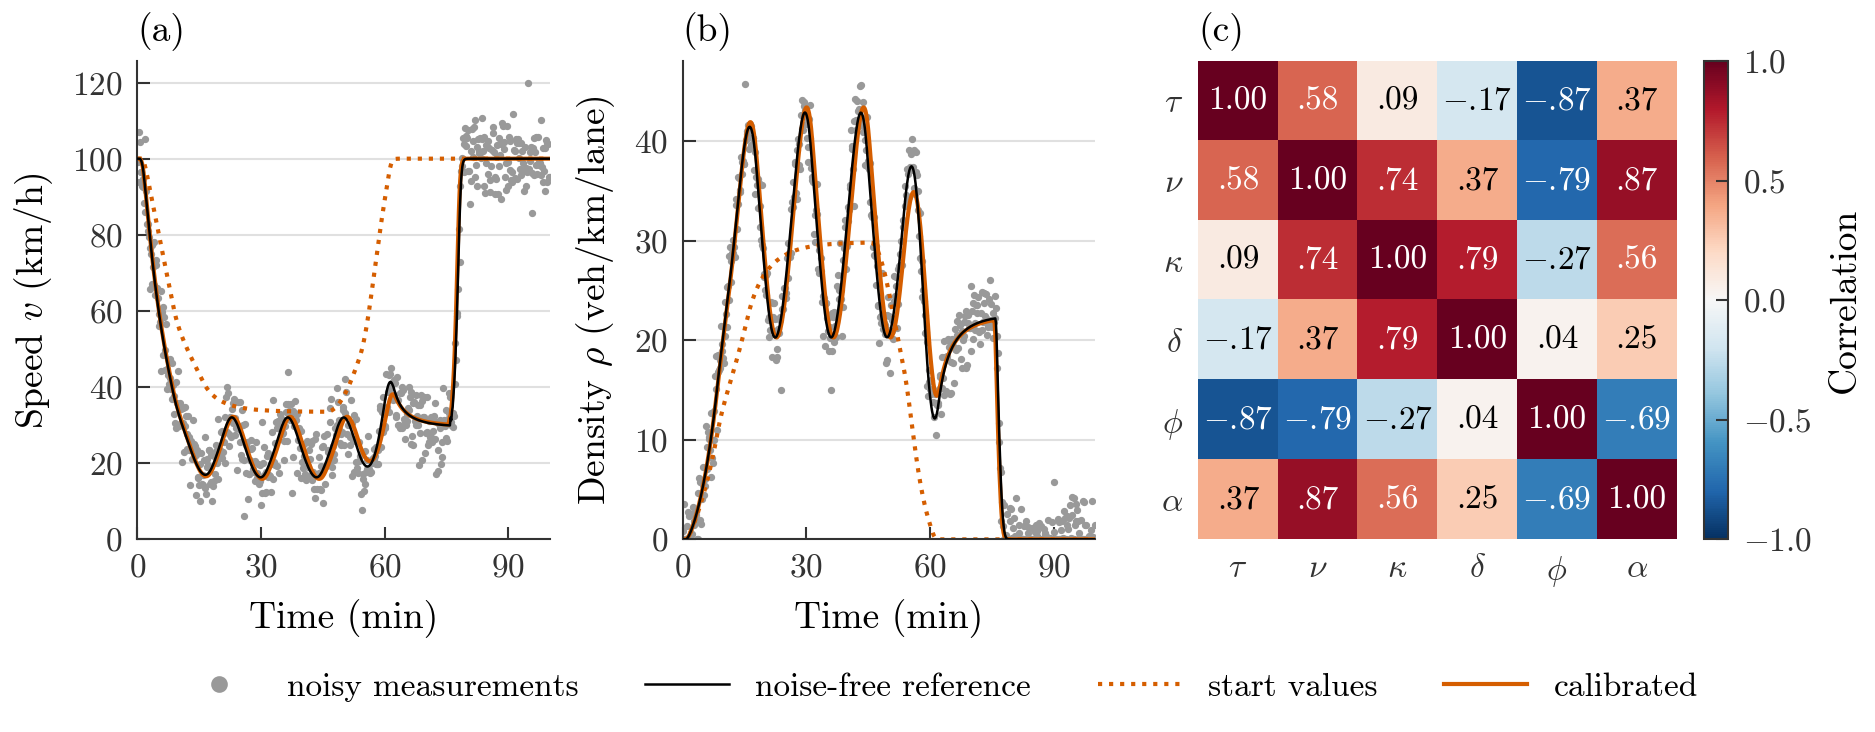 (a)
120
100
80
60
40
20
0
Speed v (km/h)
0 30 60 90
Time (min)
(b)
40
30
20
10
0
Density ρ (veh/km/lane)
0 30 60 90
Time (min)
(c)
τ 1.00 .58 .09 −.17 −.87 .37
ν .58 1.00 .74 .37 −.79 .87
κ .09 .74 1.00 .79 −.27 .56
δ −.17 .37 .79 1.00 .04 .25
ϕ −.87 −.79 −.27 .04 1.00 −.69
α .37 .87 .56 .25 −.69 1.00
τ ν κ δ ϕ α
1.0
0.5
0.0
−0.5
−1.0
Correlation
noisy measurements noise-free reference start values calibrated